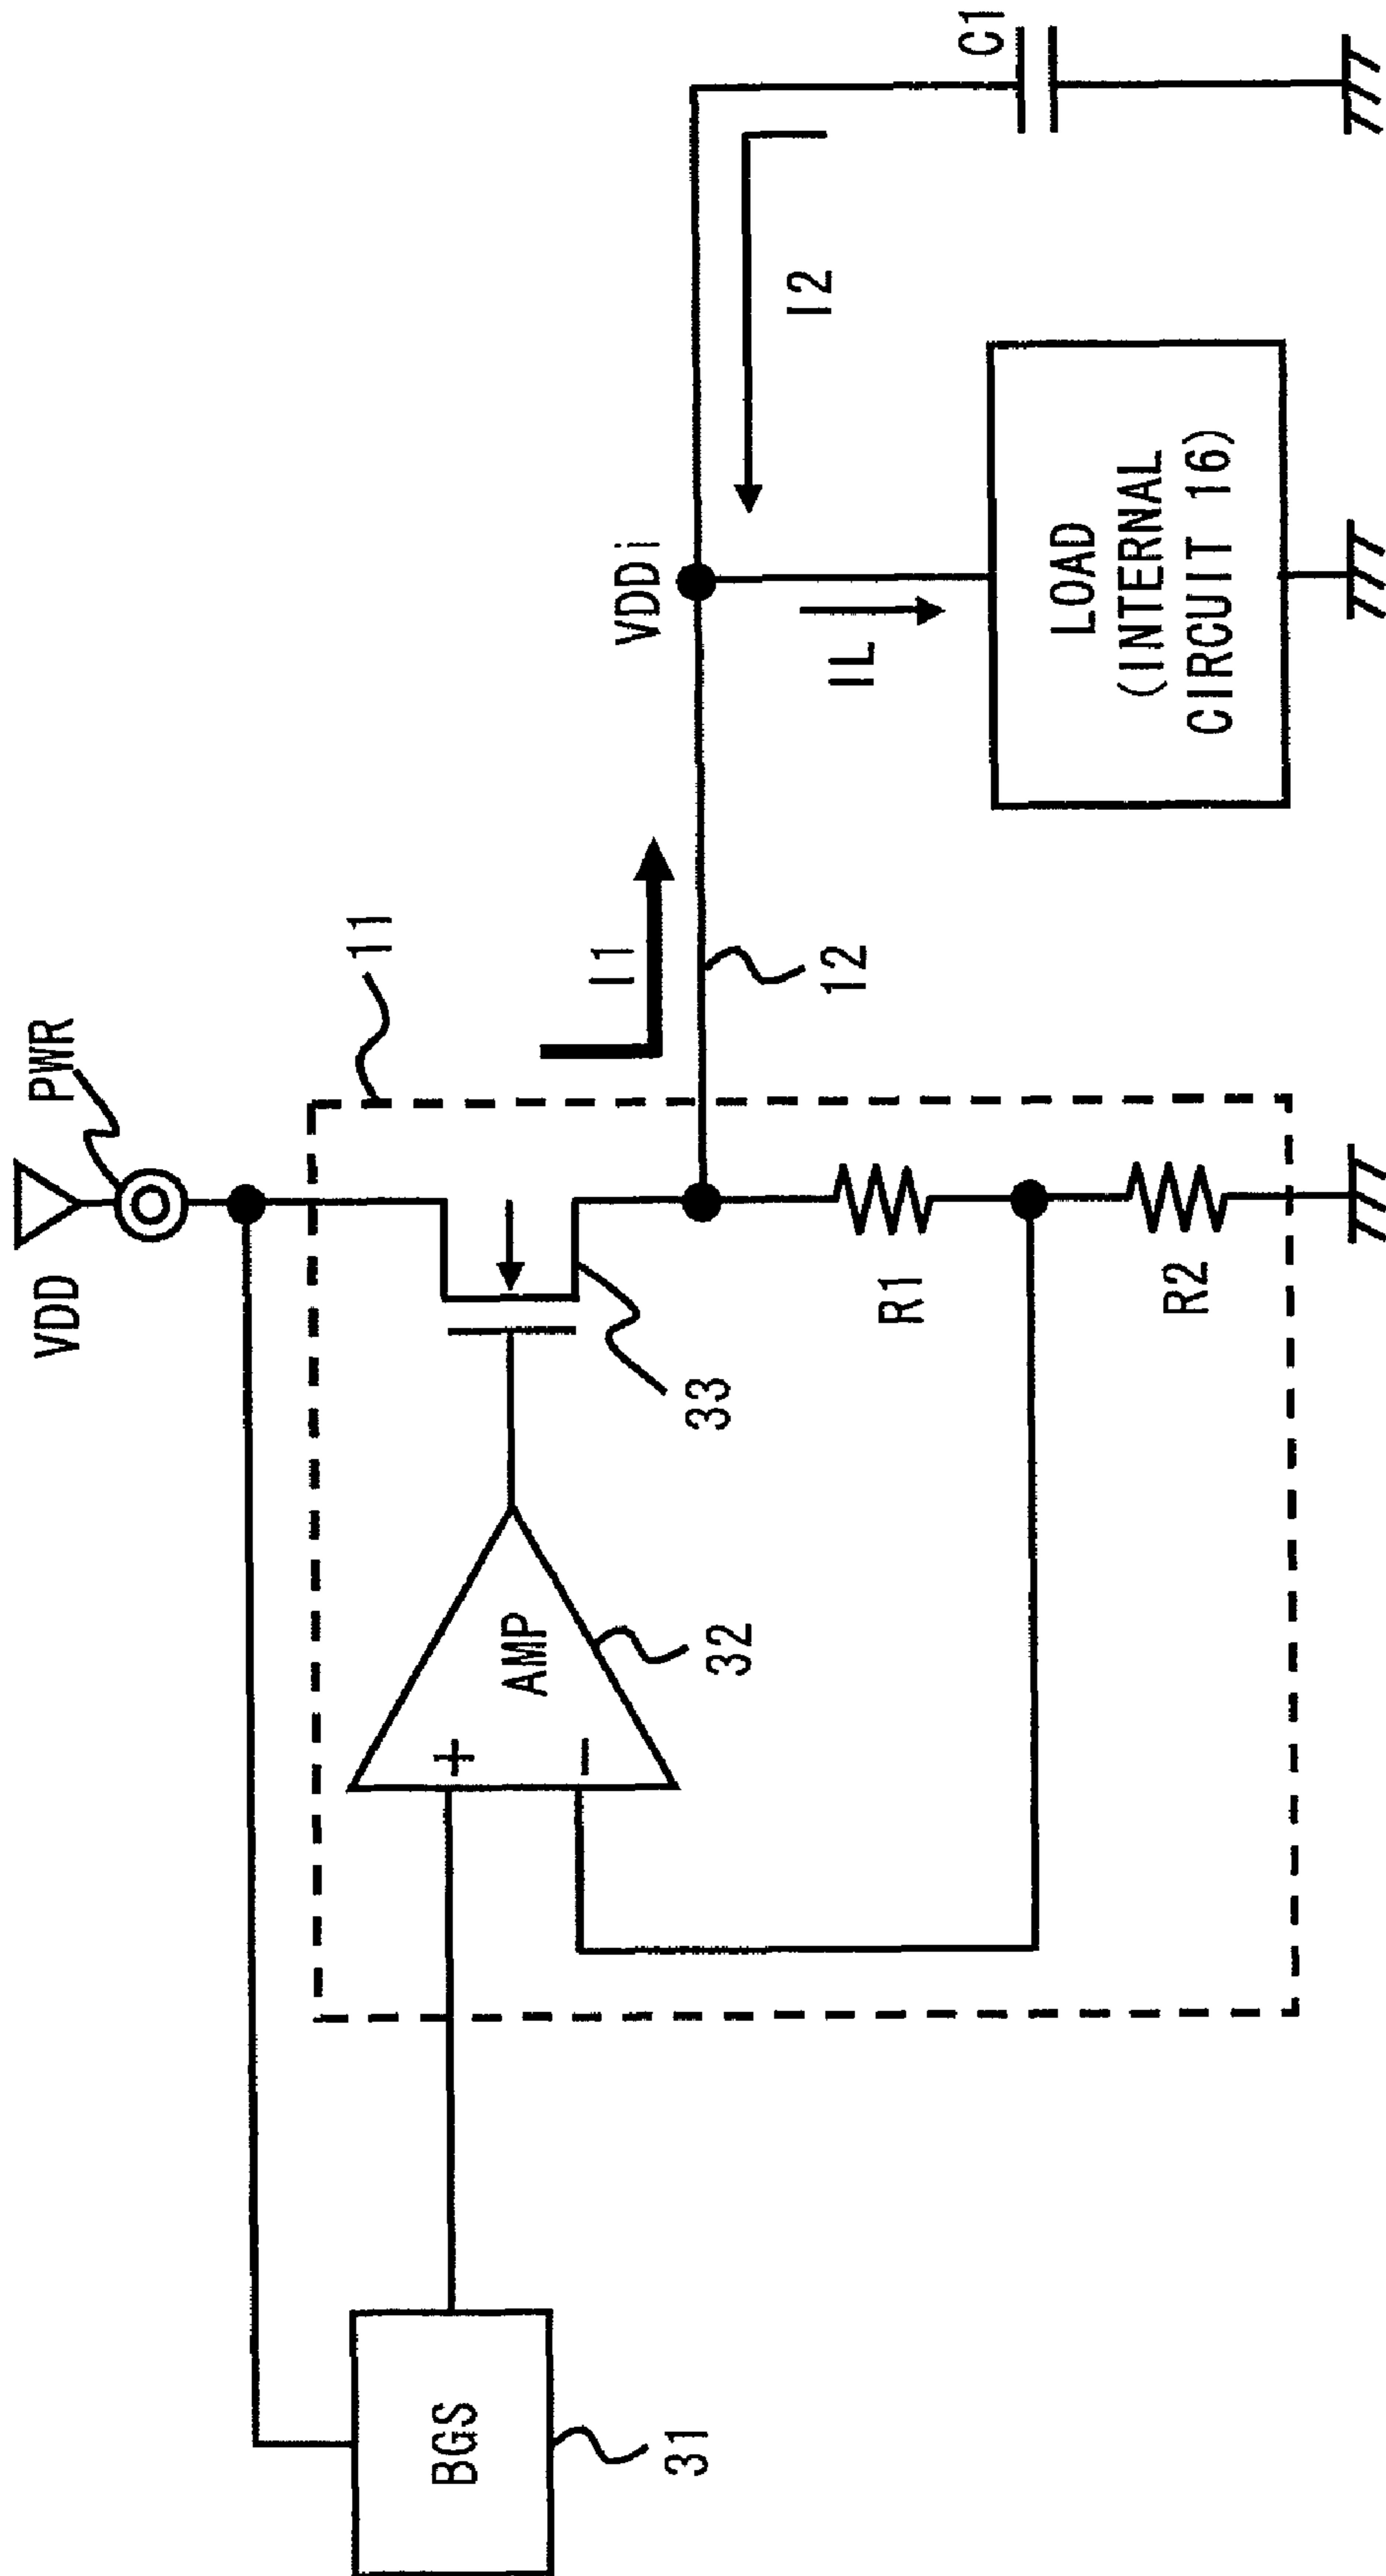 VDD
PWR
11
BGS
31
+
−
AMP
32
33
I1
12
R1
R2
VDDi
IL
I2
C1
LOAD
(INTERNAL
CIRCUIT 16)